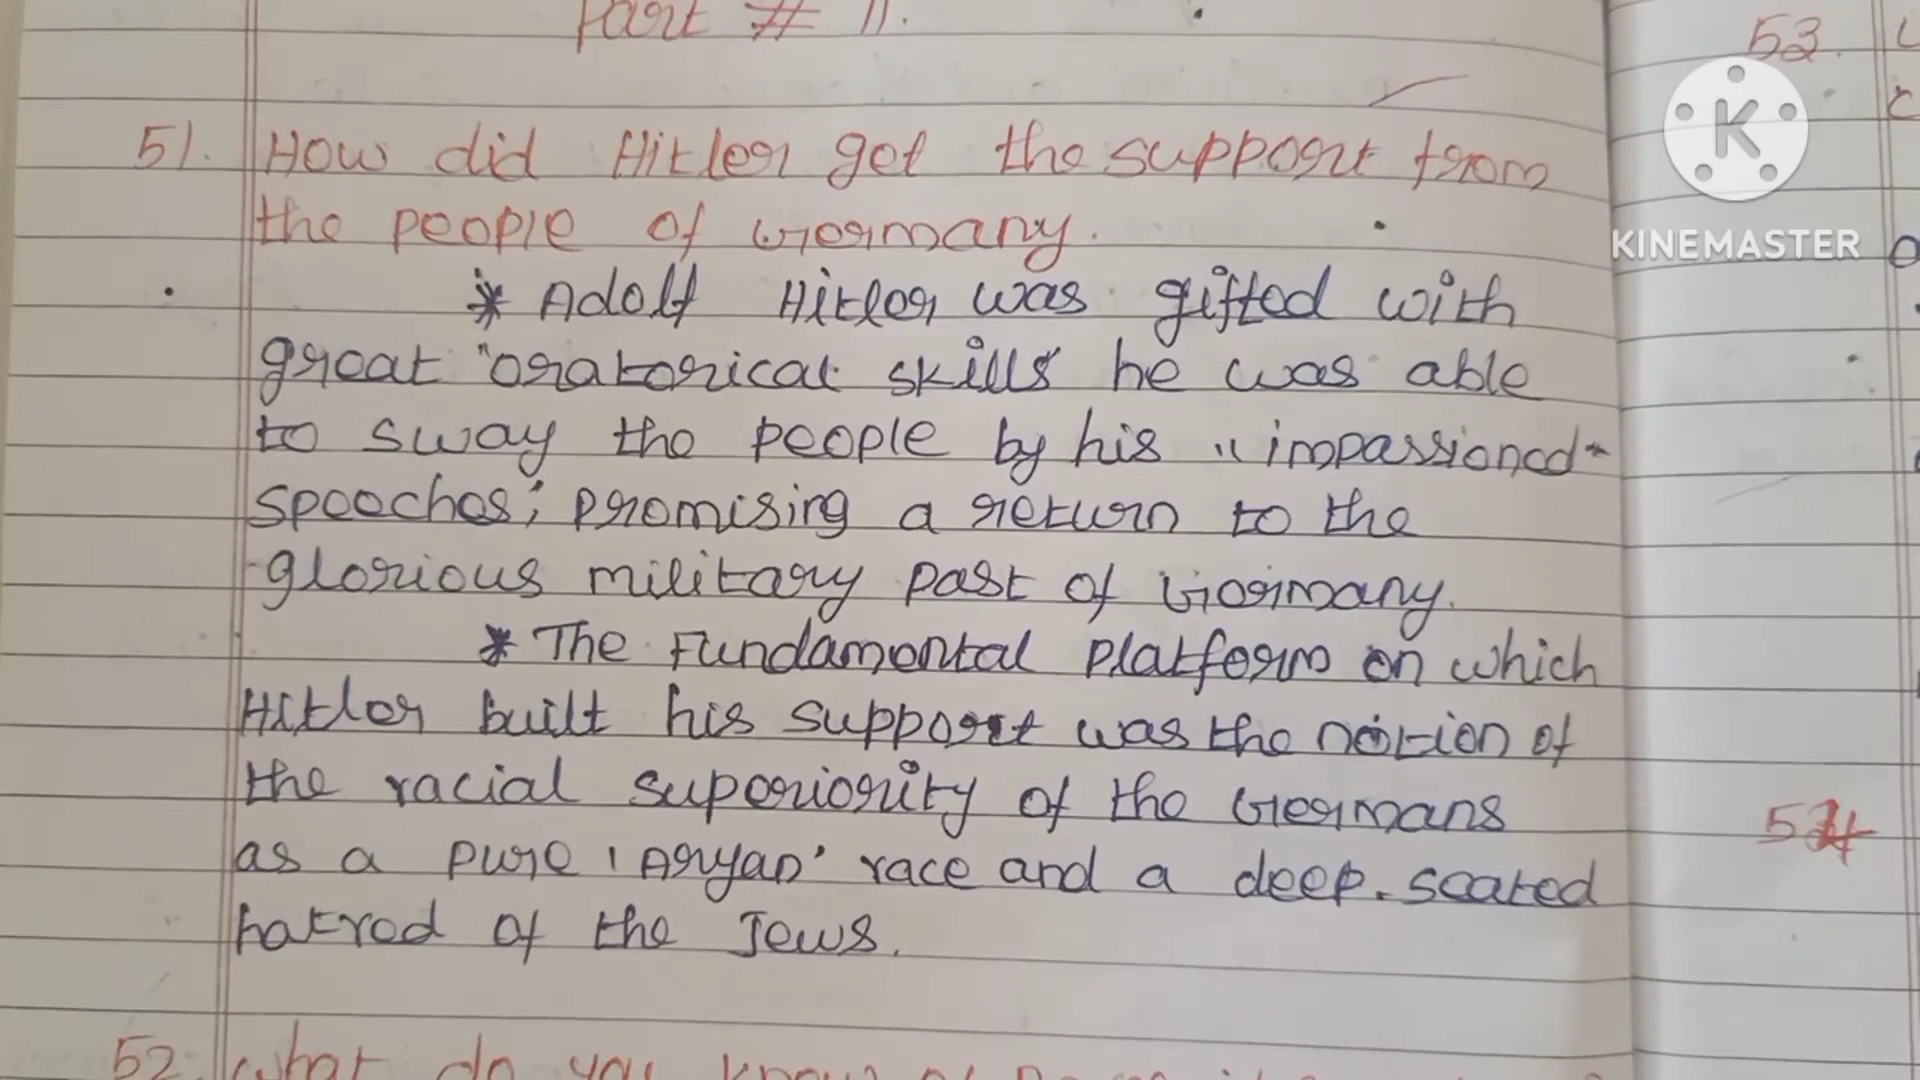 Part # II.
51. How did Hitler get the support from
the people of Germany.
* Adolf Hitler was gifted with
great "oratorical skills" he was able
to sway the people by his "impassioned-
speeches", promising a return to the
glorious military past of Germany.
* The Fundamental Platform on which
Hitler built his support was the notion of
the racial superiority of the Germans
as a pure 'Aryan' race and a deep-seated
hatred of the Jews.
52. What do you know of
53.
54
K
KINEMASTER